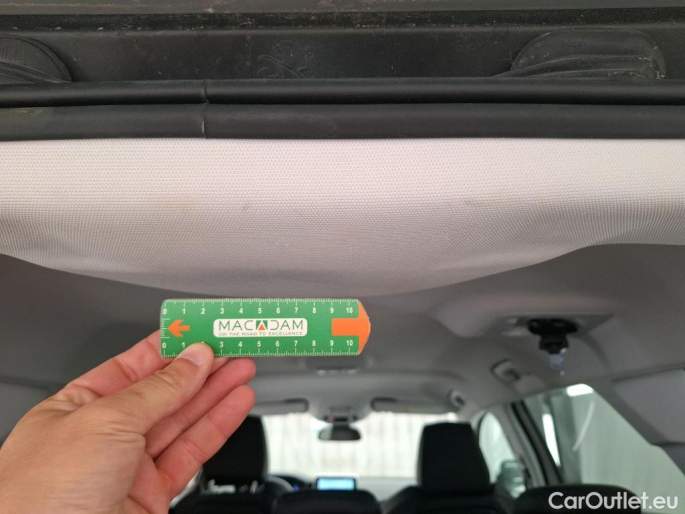 0 1 2 3 4 5 6 7 8 9 10
MACADAM
ON THE ROAD TO EXCELLENCE
0 1 3 4 5 6 7 8 9 10
CarOutlet.eu